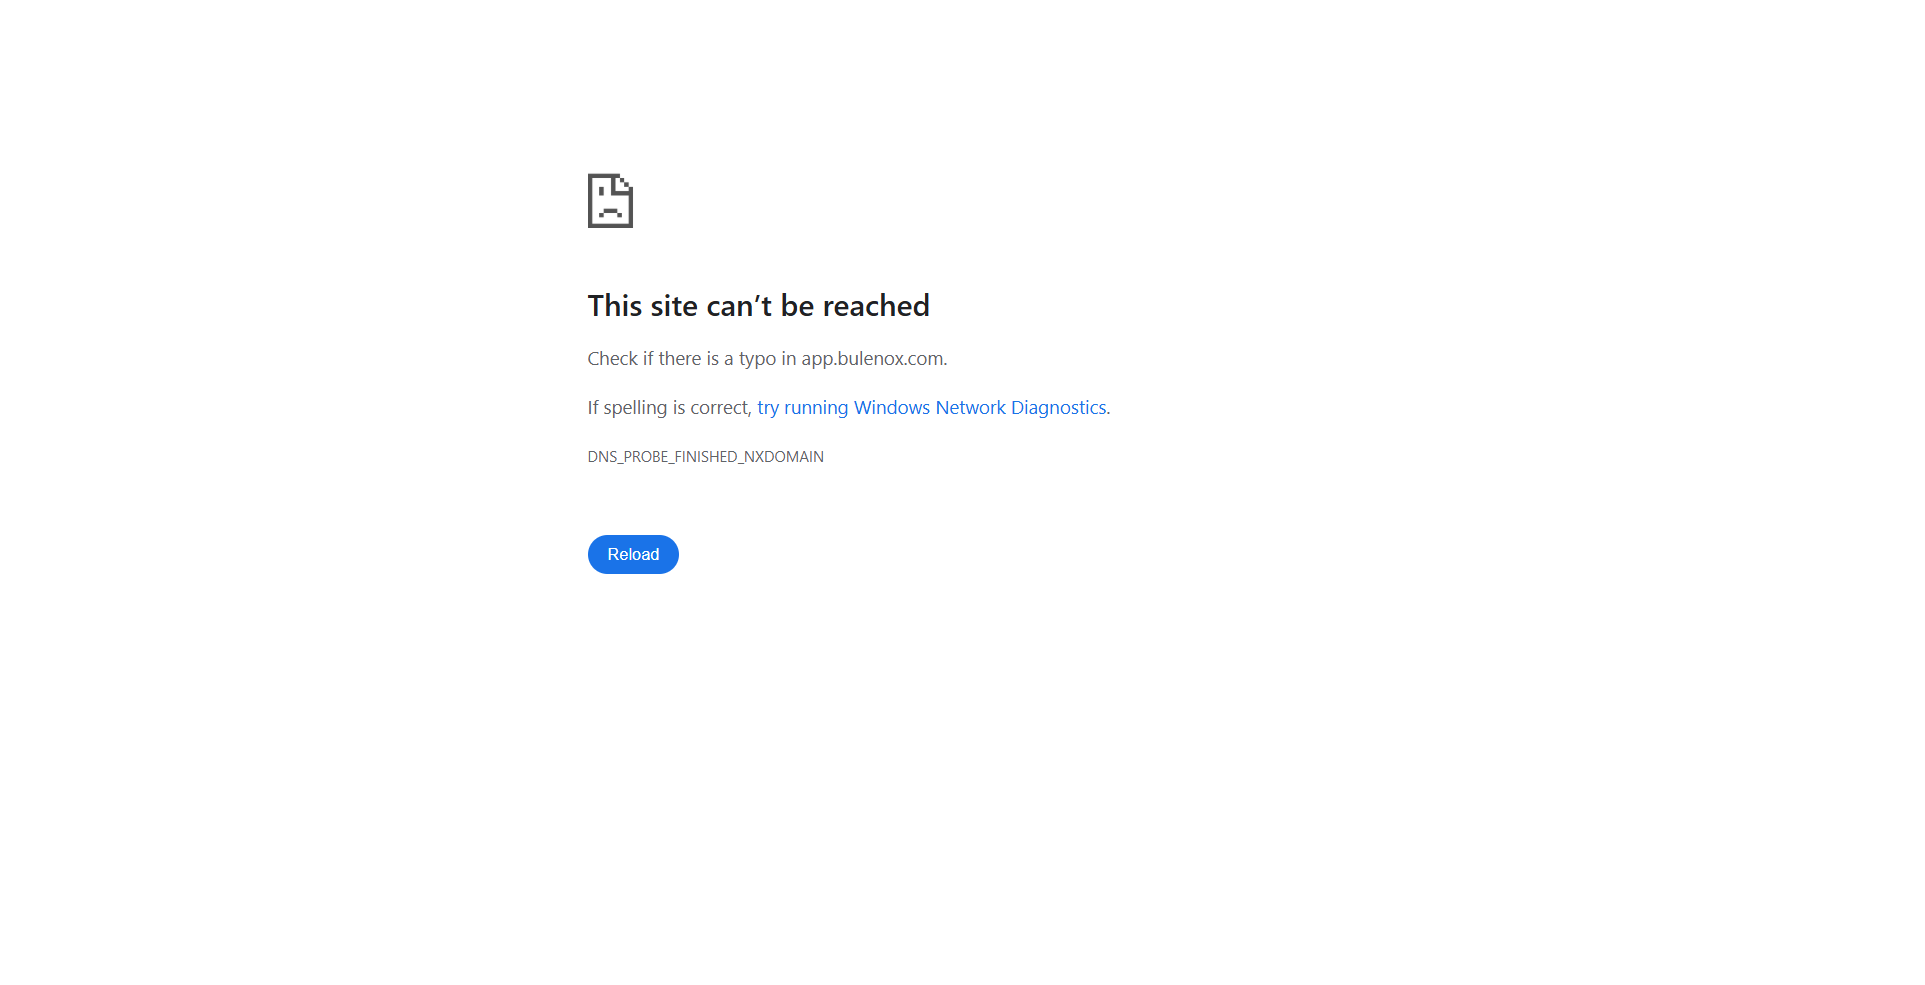 This site can’t be reached
Check if there is a typo in app.bulenox.com.
If spelling is correct, try running Windows Network Diagnostics.
DNS_PROBE_FINISHED_NXDOMAIN
Reload